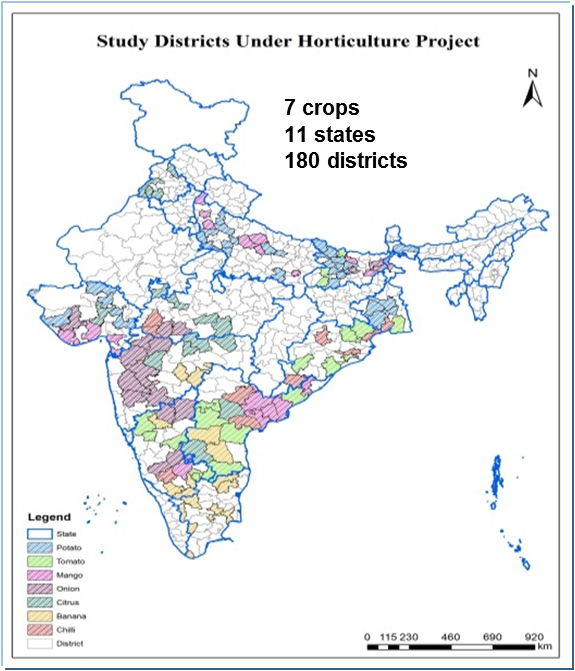 Study Districts Under Horticulture Project
N
7 crops
11 states
180 districts
Legend
State
Potato
Tomato
Mango
Onion
Citrus
Banana
Chilli
District
0 115 230 460 690 920
km